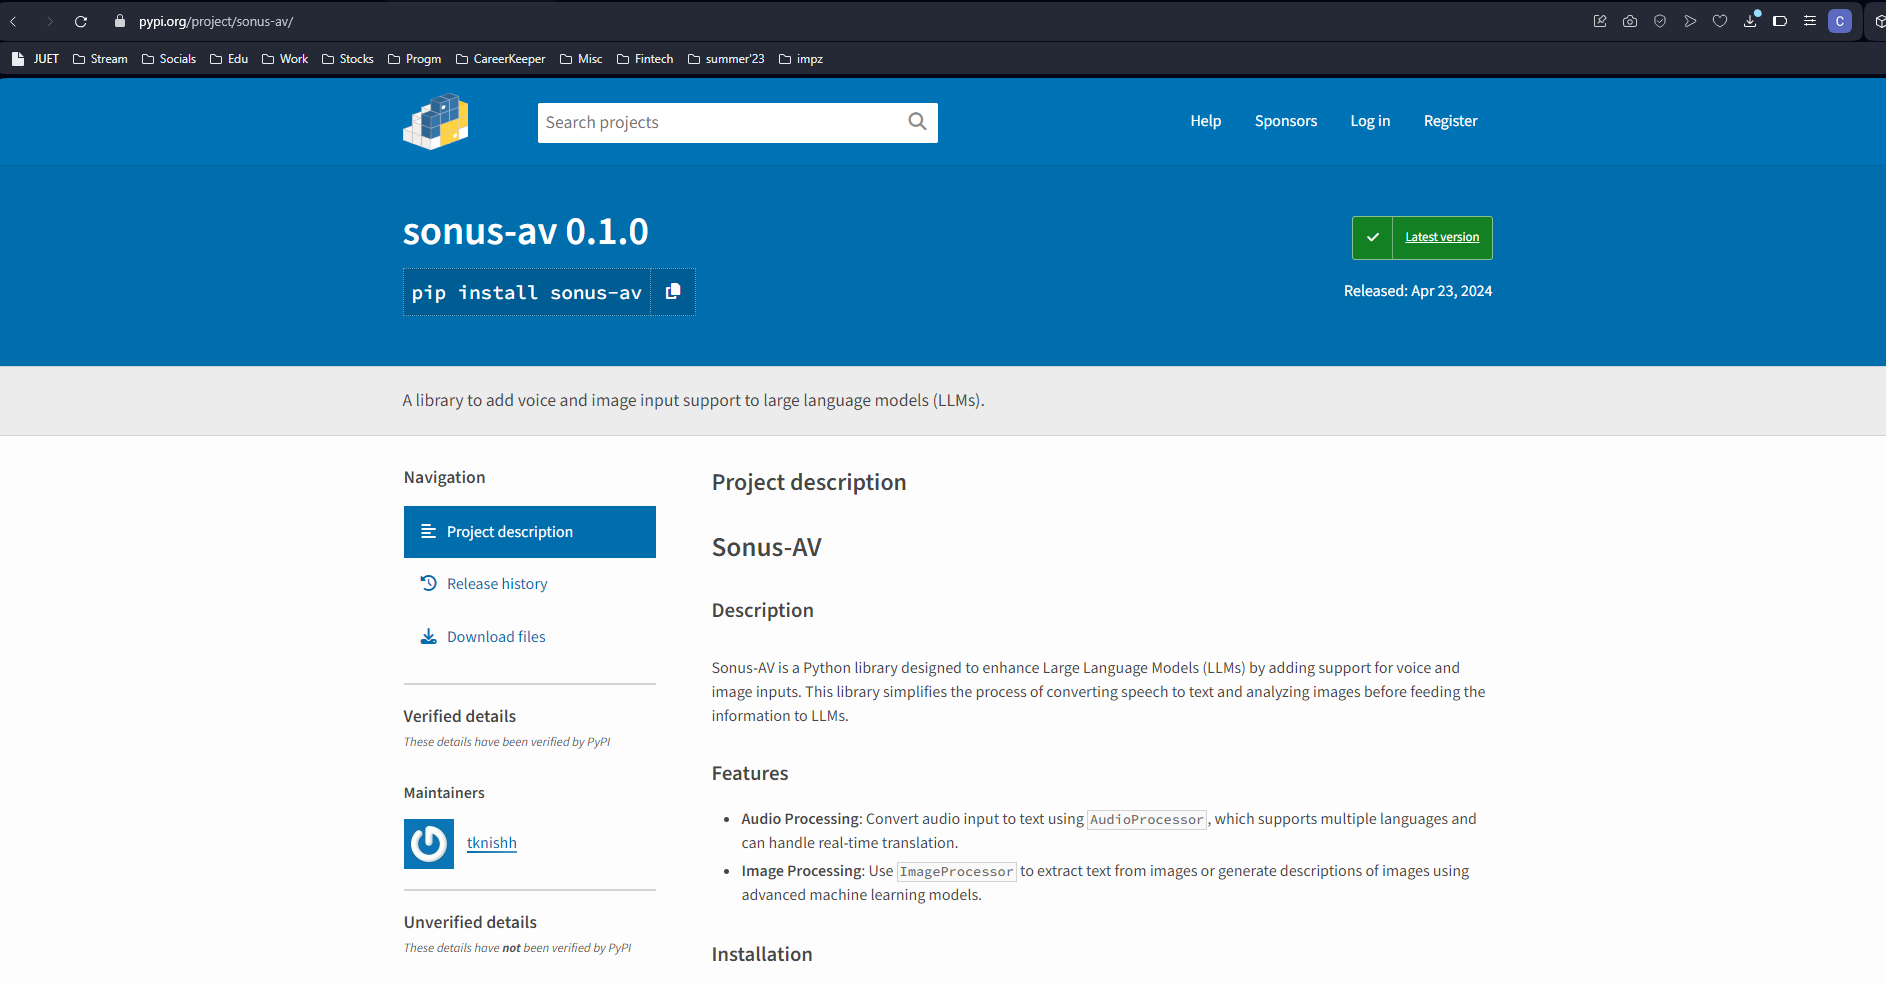 pypi.org/project/sonus-av/
C
JUET Stream Socials Edu Work Stocks Progm CareerKeeper Misc Fintech summer'23 impz
Search projects
Help Sponsors Log in Register
sonus-av 0.1.0
Latest version
pip install sonus-av
Released: Apr 23, 2024
A library to add voice and image input support to large language models (LLMs).
Navigation
Project description
Release history
Download files
Verified details
These details have been verified by PyPI
Maintainers
tknishh
Unverified details
These details have not been verified by PyPI
Project description
Sonus-AV
Description
Sonus-AV is a Python library designed to enhance Large Language Models (LLMs) by adding support for voice and
image inputs. This library simplifies the process of converting speech to text and analyzing images before feeding the
information to LLMs.
Features
• Audio Processing: Convert audio input to text using AudioProcessor, which supports multiple languages and
can handle real-time translation.
• Image Processing: Use ImageProcessor to extract text from images or generate descriptions of images using
advanced machine learning models.
Installation